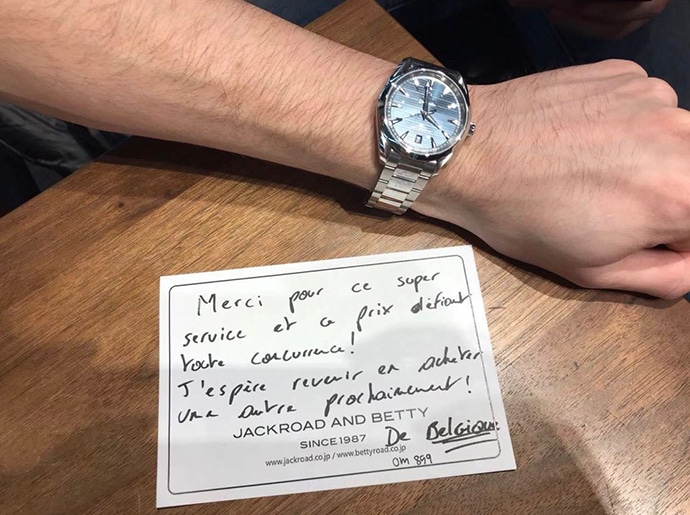 Merci pour ce super
service et ce prix défiant
toute concurrence!
J'espère revenir en acheter
une autre prochainement!
JACKROAD AND BETTY
SINCE1987
De Belgique.
www.jackroad.co.jp / www.bettyroad.co.jp
om 899